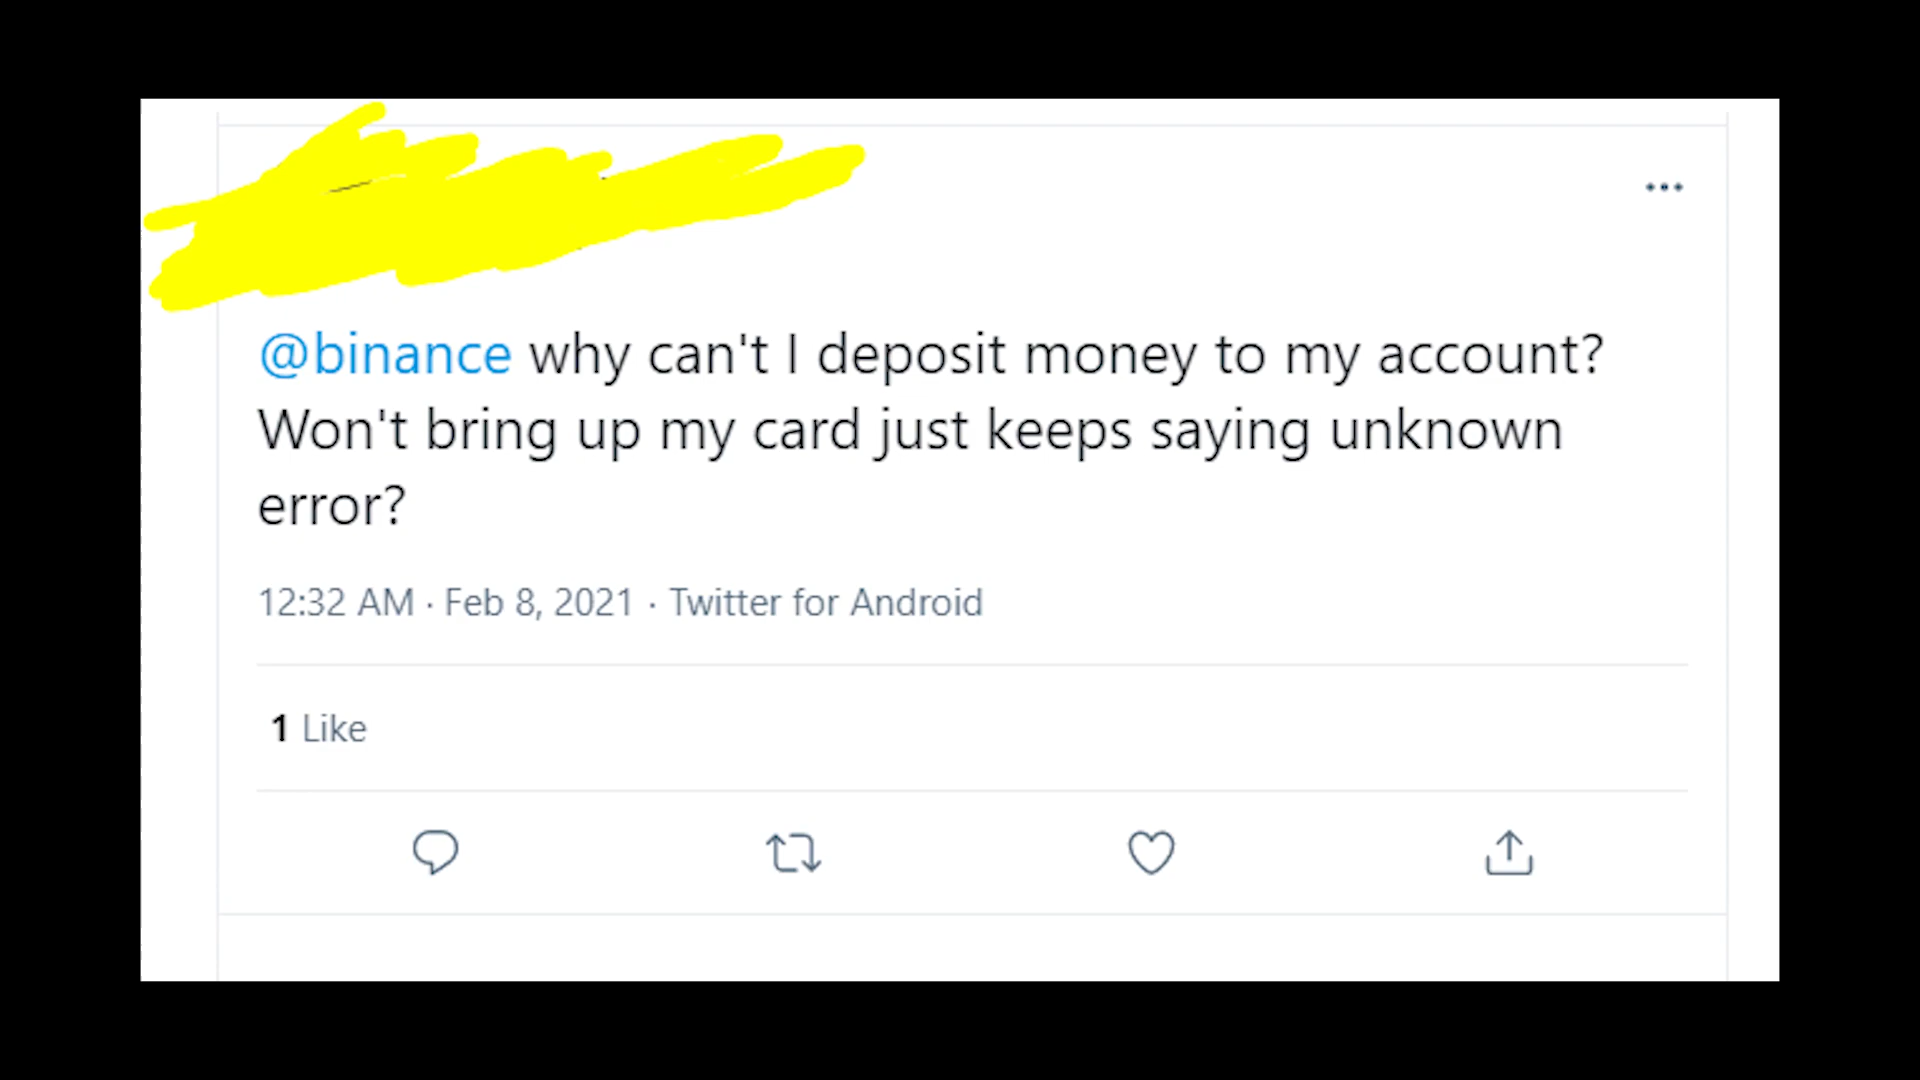 @binance why can't I deposit money to my account?
Won't bring up my card just keeps saying unknown
error?
12:32 AM · Feb 8, 2021 · Twitter for Android
1 Like